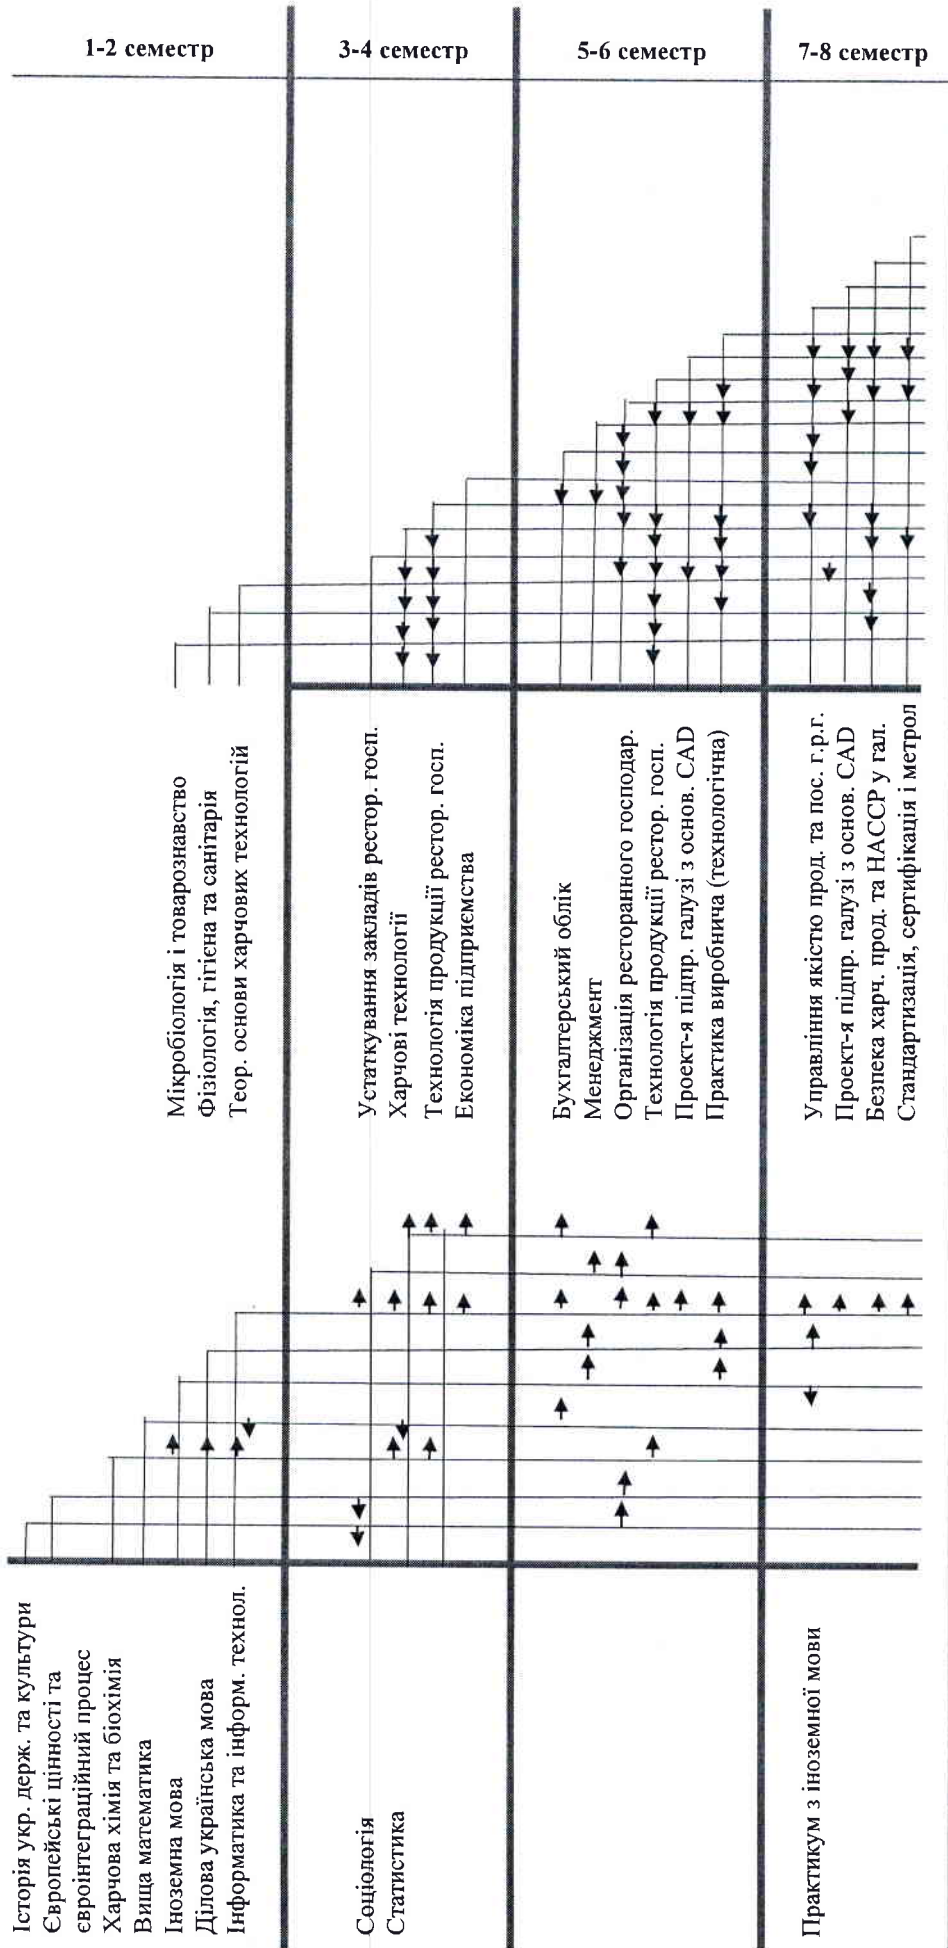 1-2 семестр
3-4 семестр
5-6 семестр
7-8 семестр
Мікробіологія і товарознавство
Фізіологія, гігієна та санітарія
Теор. основи харчових технологій
Устаткування закладів рестор. госп.
Харчові технології
Технологія продукції рестор. госп.
Економіка підприємства
Бухгалтерський облік
Менеджмент
Організація ресторанного господар.
Технологія продукції рестор. госп.
Проект-я підпр. галузі з основ. CAD
Практика виробнича (технологічна)
Управління якістю прод. та пос. г.р.г.
Проект-я підпр. галузі з основ. CAD
Безпека харч. прод. та НАССР у гал.
Стандартизація, сертифікація і метрол
Історія укр. держ. та культури
Європейські цінності та
євроінтеграційний процес
Харчова хімія та біохімія
Вища математика
Іноземна мова
Ділова українська мова
Інформатика та інформ. технол.
Соціологія
Статистика
Практикум з іноземної мови